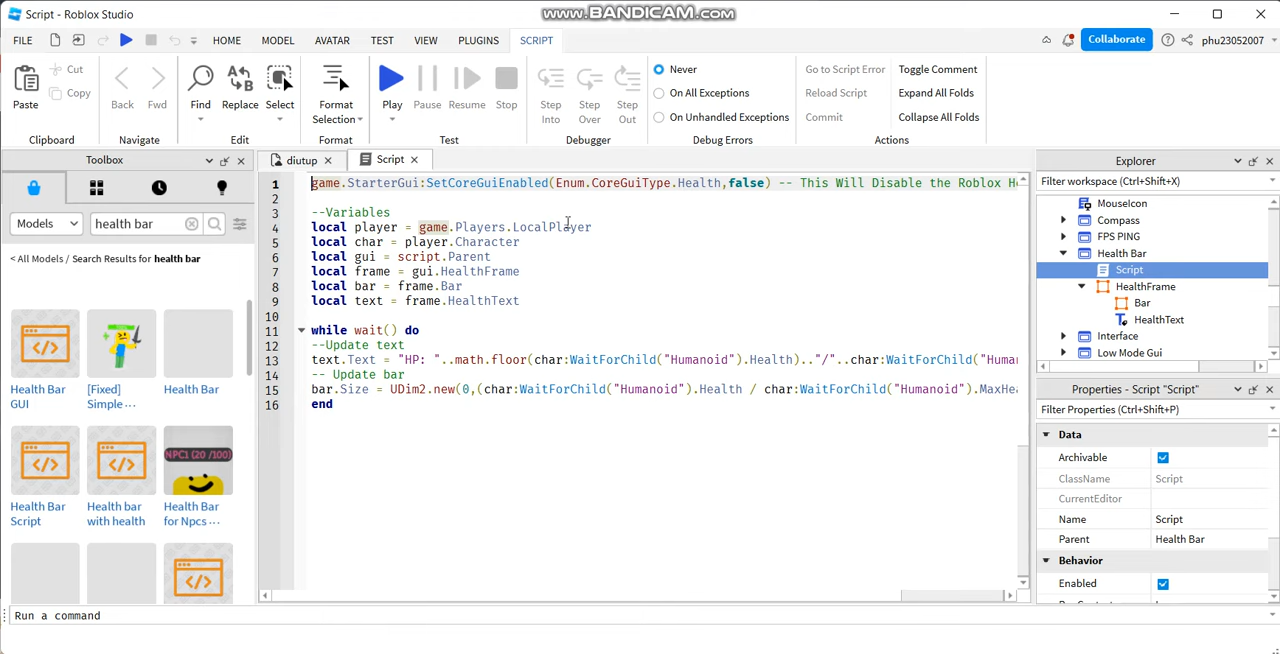 Script - Roblox Studio
www.BANDICAM.com
FILE HOME MODEL AVATAR TEST VIEW PLUGINS SCRIPT Collaborate phu23052007
Paste Cut Copy
Back Fwd
Find Replace Select
Format Selection
Play Pause Resume Stop
Step Into Step Over Step Out
Never
On All Exceptions
On Unhandled Exceptions
Go to Script Error
Reload Script
Commit
Toggle Comment
Expand All Folds
Collapse All Folds
Clipboard Navigate Edit Format Test Debugger Debug Errors Actions
Toolbox
Models health bar
< All Models / Search Results for health bar
Health Bar GUI
[Fixed] Simple ...
Health Bar
NPC1 (20 /100)
Health Bar Script
Health bar with health
Health Bar for Npcs ...
diutup Script
1 game.StarterGui:SetCoreGuiEnabled(Enum.CoreGuiType.Health,false) -- This Will Disable the Roblox H
2
3 --Variables
4 local player = game.Players.LocalPlayer
5 local char = player.Character
6 local gui = script.Parent
7 local frame = gui.HealthFrame
8 local bar = frame.Bar
9 local text = frame.HealthText
10
11 while wait() do
12 --Update text
13 text.Text = "HP: "..math.floor(char:WaitForChild("Humanoid").Health).."/"..char:WaitForChild("Human
14 -- Update bar
15 bar.Size = UDim2.new(0,(char:WaitForChild("Humanoid").Health / char:WaitForChild("Humanoid").MaxHea
16 end
Explorer
Filter workspace (Ctrl+Shift+X)
MouseIcon
Compass
FPS PING
Health Bar
Script
HealthFrame
Bar
HealthText
Interface
Low Mode Gui
Properties - Script "Script"
Filter Properties (Ctrl+Shift+P)
Data
Archivable
ClassName Script
CurrentEditor
Name Script
Parent Health Bar
Behavior
Enabled
Run a command